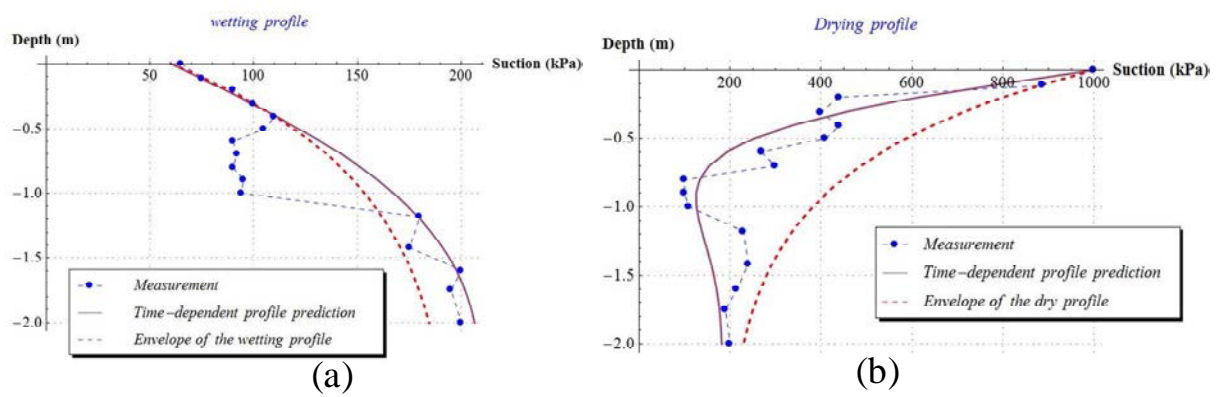 wetting profile
Depth (m)
50
100
150
200
Suction (kPa)
−0.5
−1.0
−1.5
−2.0
Measurement
Time−dependent profile prediction
Envelope of the wetting profile
(a)
Drying profile
Depth (m)
200
400
600
800
1000
Suction (kPa)
−0.5
−1.0
−1.5
−2.0
Measurement
Time−dependent profile prediction
Envelope of the dry profile
(b)